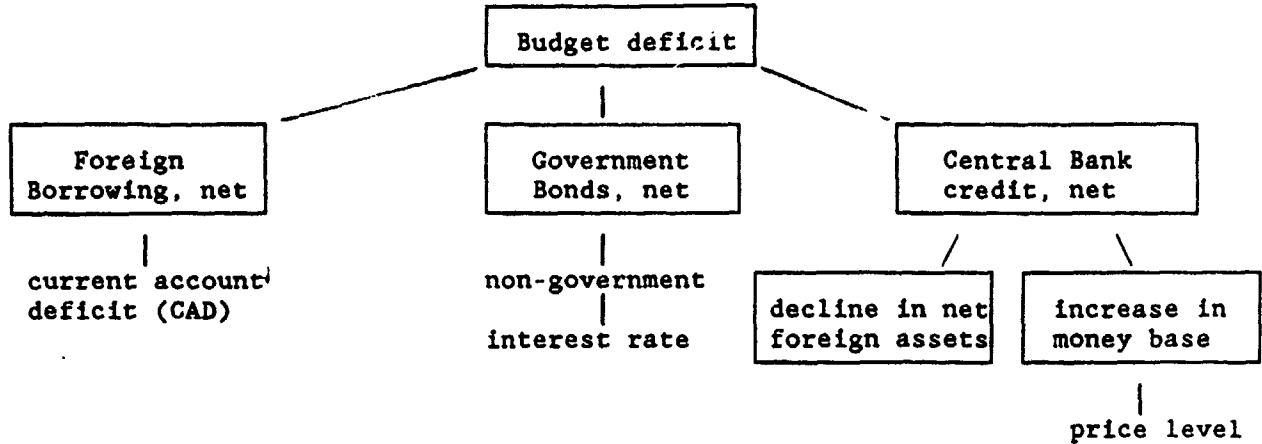 Budget deficit
Foreign
Borrowing, net
Government
Bonds, net
Central Bank
credit, net
current account
deficit (CAD)
non-government
interest rate
decline in net
foreign assets
increase in
money base
price level